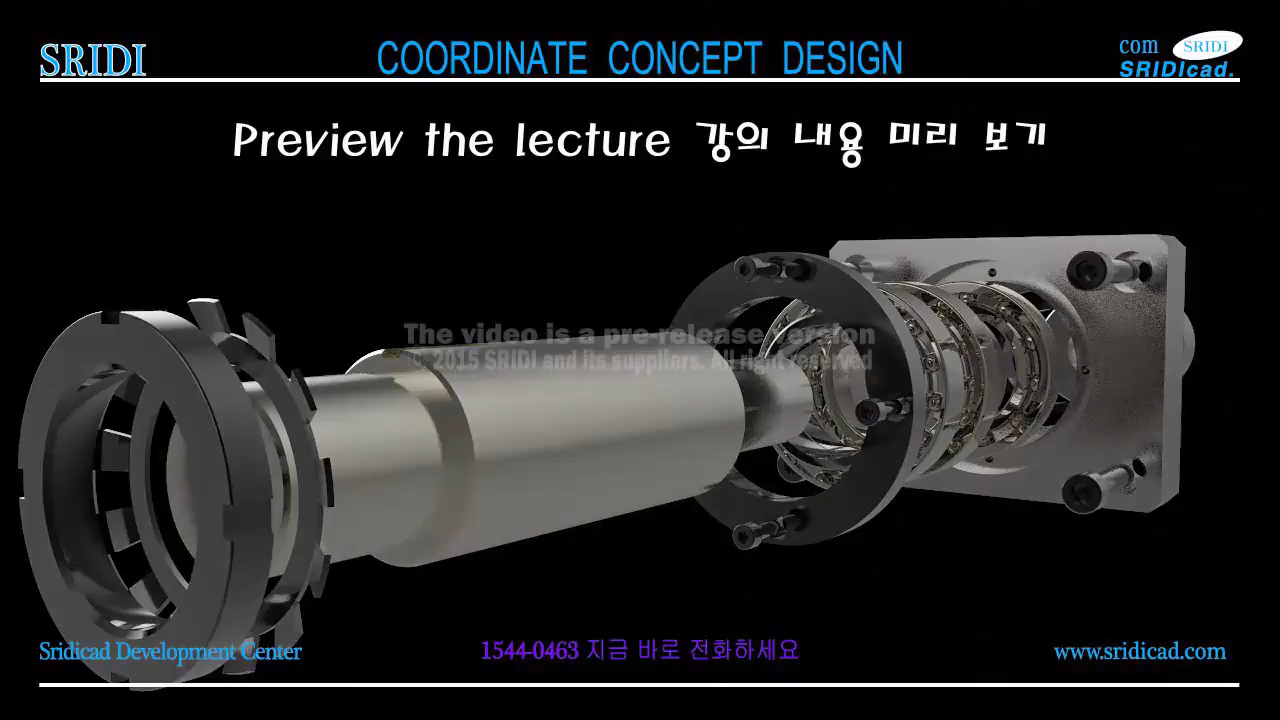 SRIDI
COORDINATE CONCEPT DESIGN
com SRIDI
SRIDIcad.
Preview the lecture 강의 내용 미리 보기
The video is a pre-release version
© 2015 SRIDI and its suppliers. All right reserved
Sridicad Development Center
1544-0463 지금 바로 전화하세요
www.sridicad.com